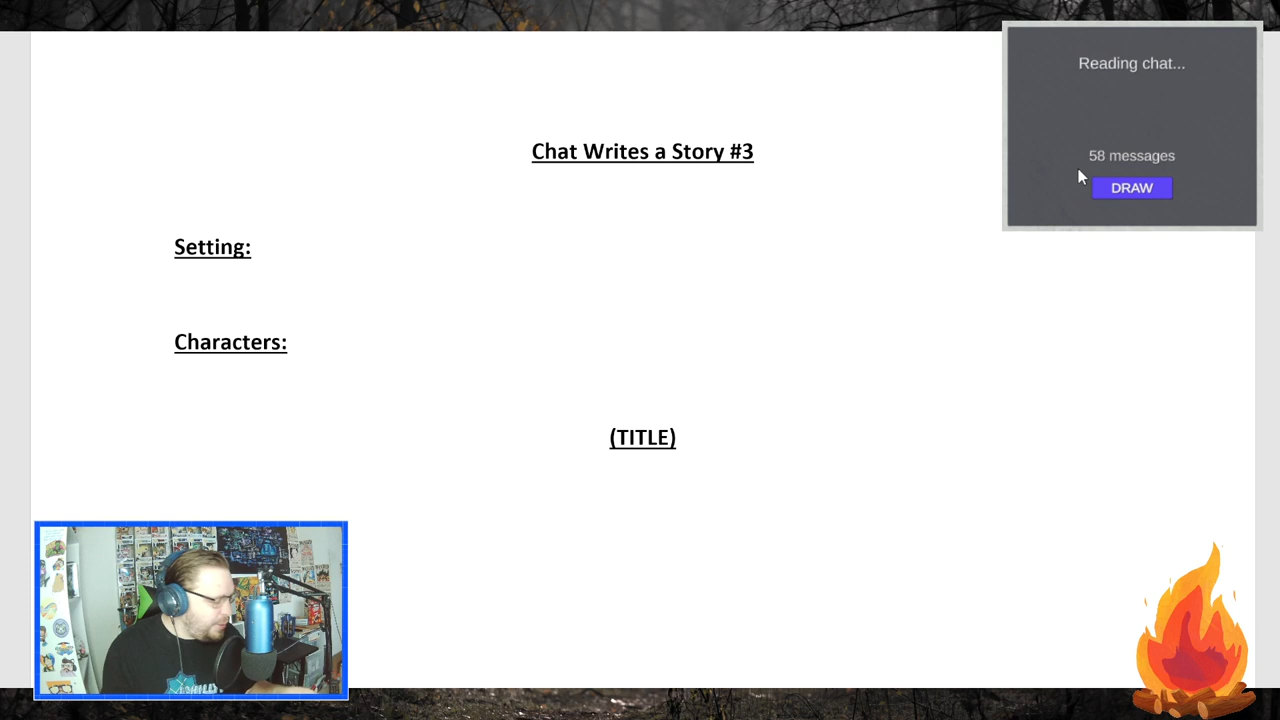 Chat Writes a Story #3
Reading chat...
58 messages
DRAW
Setting:
Characters:
(TITLE)